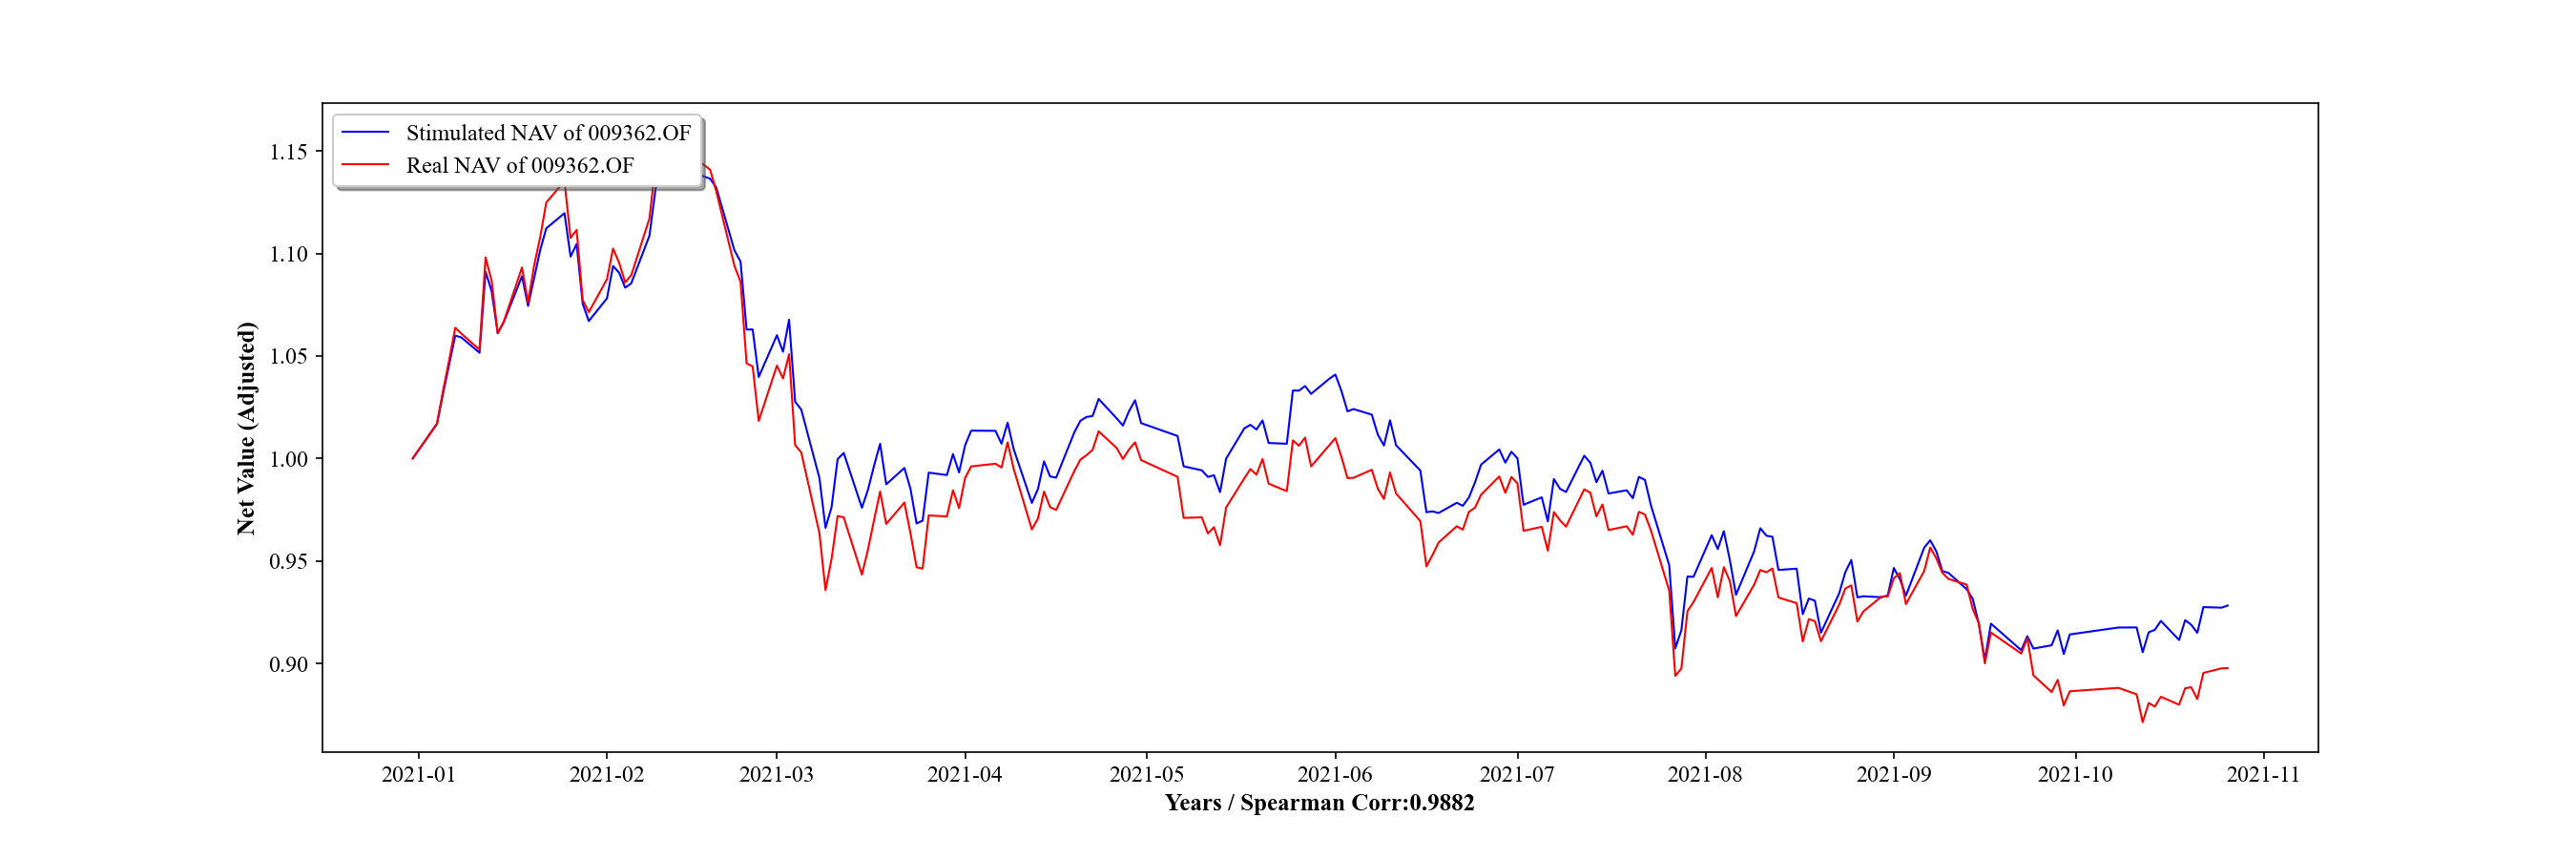 Stimulated NAV of 009362.OF
Real NAV of 009362.OF
Net Value (Adjusted)
1.15
1.10
1.05
1.00
0.95
0.90
2021-01 2021-02 2021-03 2021-04 2021-05 2021-06 2021-07 2021-08 2021-09 2021-10 2021-11
Years / Spearman Corr:0.9882